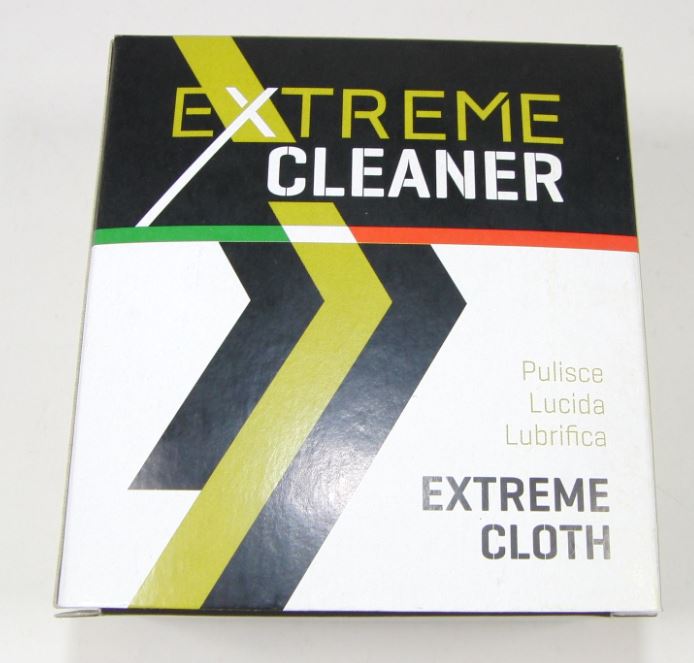 EXTREME
CLEANER
Pulisce
Lucida
Lubrifica
EXTREME
CLOTH